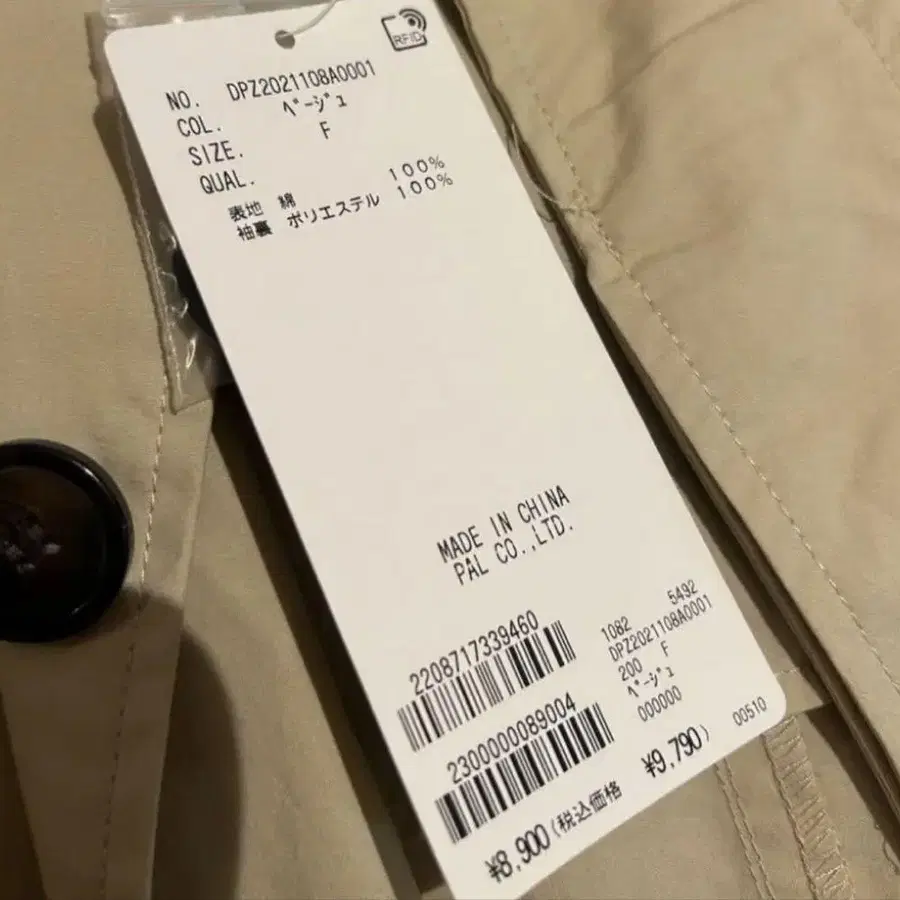 RFID
NO. DPZ2021108A0001
COL. ﾍﾞｰｼﾞｭ
SIZE. F
QUAL.
表地 綿 100%
袖裏 ポリエステル 100%
MADE IN CHINA
PAL CO.,LTD.
2208717339460
1082 5492
DPZ2021108A0001
200 F
ﾍﾞｰｼﾞｭ
000000
2300000089004
00510
¥8,900(税込価格 ¥9,790)